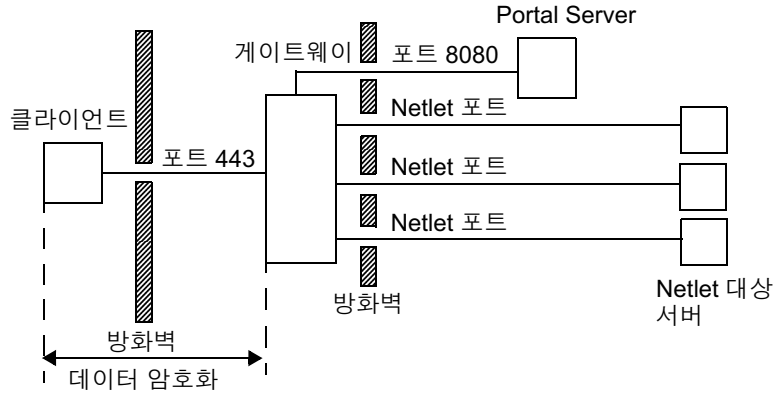 Portal Server
게이트웨이
포트 8080
클라이언트
Netlet 포트
포트 443
Netlet 포트
Netlet 포트
Netlet 대상
서버
방화벽
방화벽
데이터 암호화